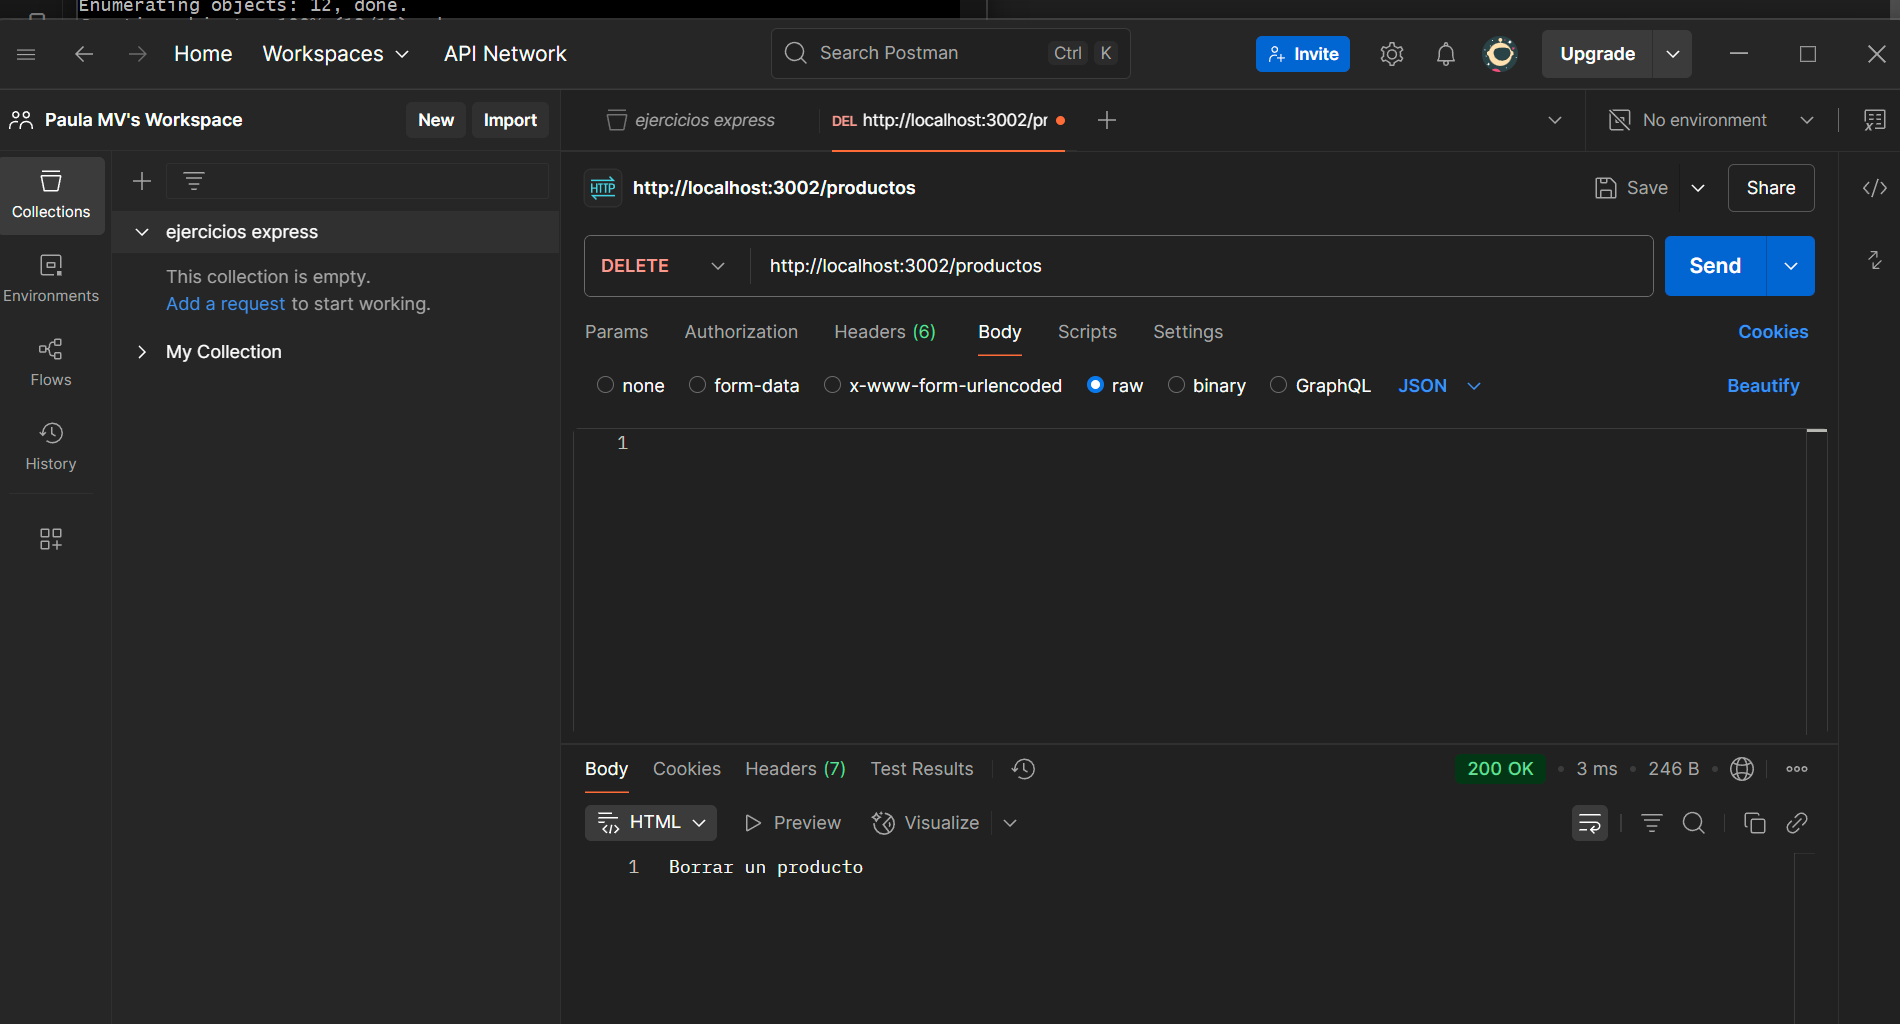 Enumerating objects: 12, done.
Home Workspaces API Network Search Postman Ctrl K Invite Upgrade
Paula MV's Workspace New Import ejercicios express DEL http://localhost:3002/pr No environment
Collections
Environments
Flows
History
ejercicios express
This collection is empty.
Add a request to start working.
My Collection
HTTP http://localhost:3002/productos Save Share
DELETE http://localhost:3002/productos Send
Params Authorization Headers (6) Body Scripts Settings Cookies
none form-data x-www-form-urlencoded raw binary GraphQL JSON Beautify
1
Body Cookies Headers (7) Test Results 200 OK • 3 ms • 246 B •
HTML Preview Visualize
1 Borrar un producto